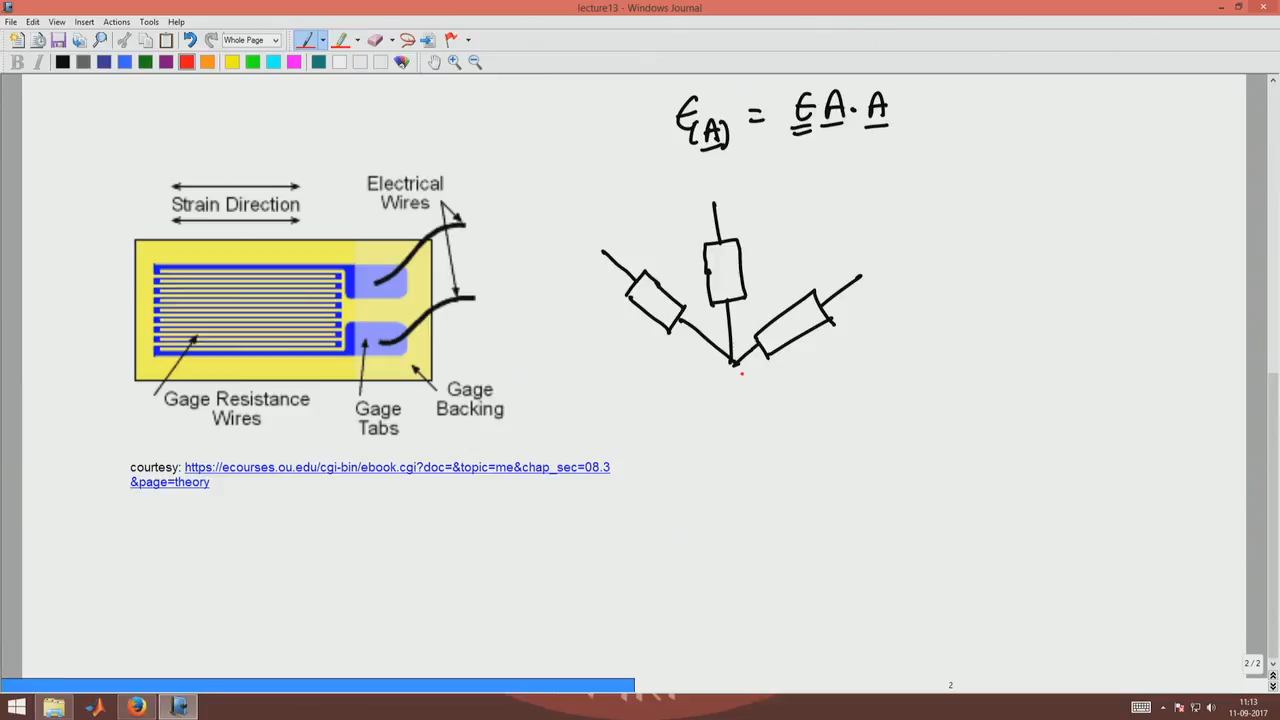 lecture13 - Windows Journal
File Edit View Insert Actions Tools Help
Whole Page
B I
ϵ(A) = ϵ A · A
Strain Direction
Electrical
Wires
Gage Resistance
Wires
Gage
Tabs
Gage
Backing
courtesy: https://ecourses.ou.edu/cgi-bin/ebook.cgi?doc=&topic=me&chap_sec=08.3
&page=theory
2/2
2
11:13
11-09-2017